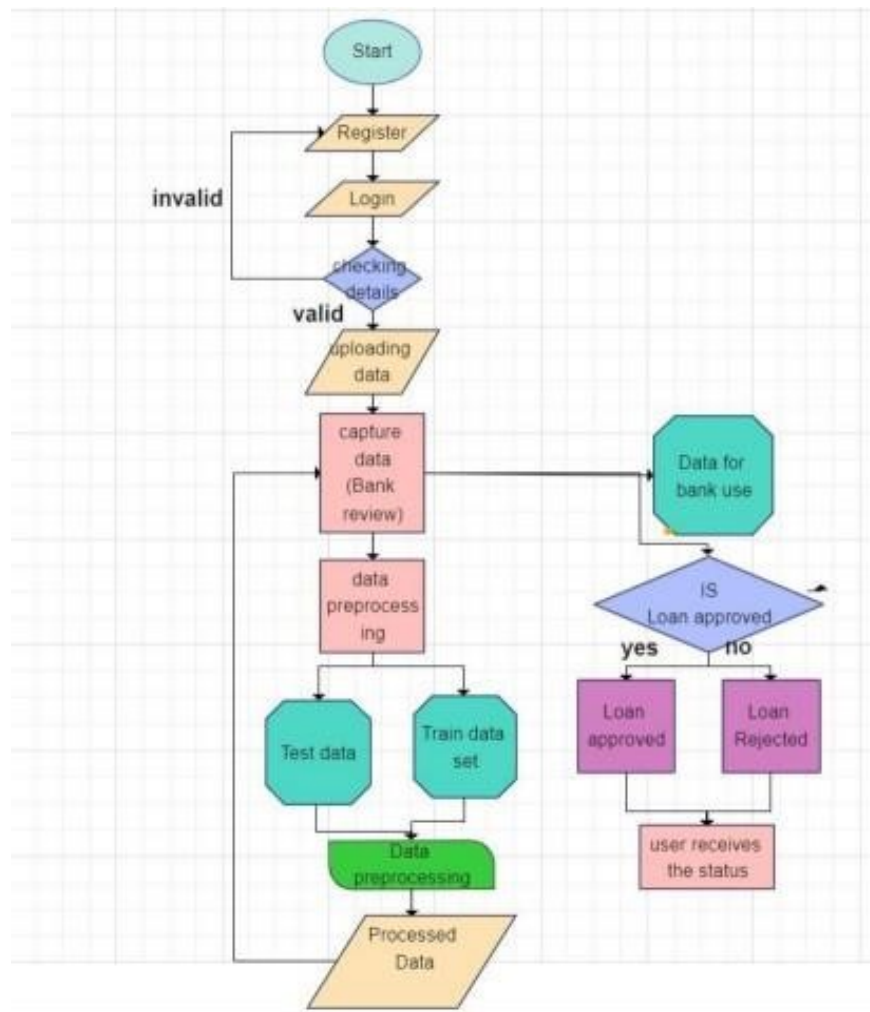 Start
Register
invalid
Login
checking
details
valid
uploading
data
capture
data
(Bank
review)
Data for
bank use
data
preprocess
ing
IS
Loan approved
yes
no
Test data
Train data
set
Loan
approved
Loan
Rejected
Data
preprocessing
user receives
the status
Processed
Data